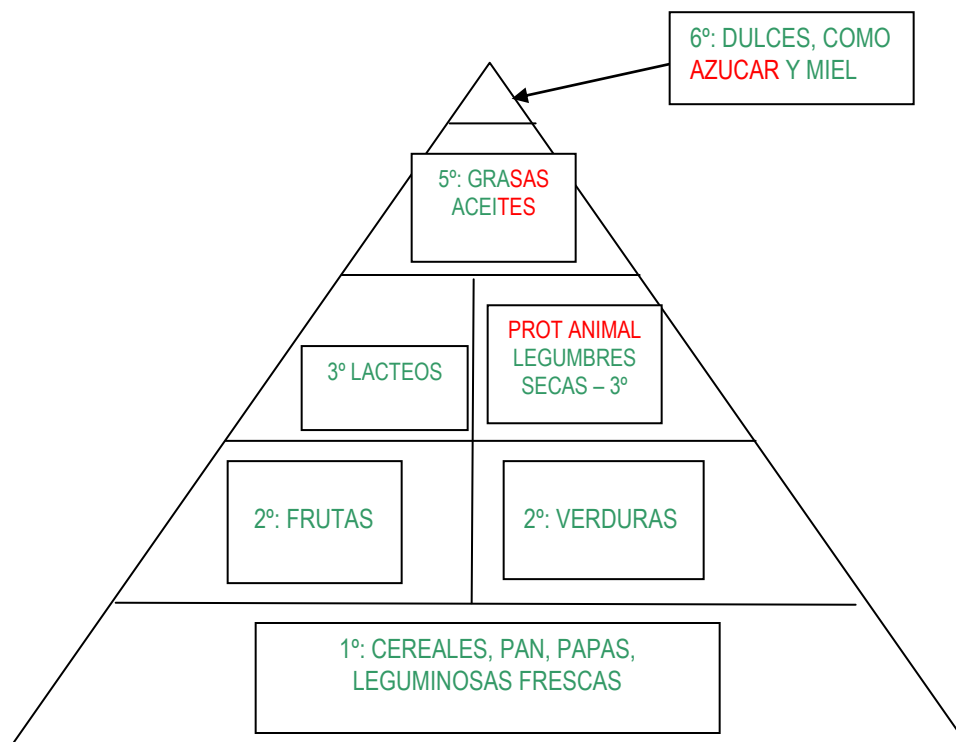 6º: DULCES, COMO
AZUCAR Y MIEL
5º: GRASAS
ACEITES
3º LACTEOS
PROT ANIMAL
LEGUMBRES
SECAS – 3º
2º: FRUTAS
2º: VERDURAS
1º: CEREALES, PAN, PAPAS,
LEGUMINOSAS FRESCAS